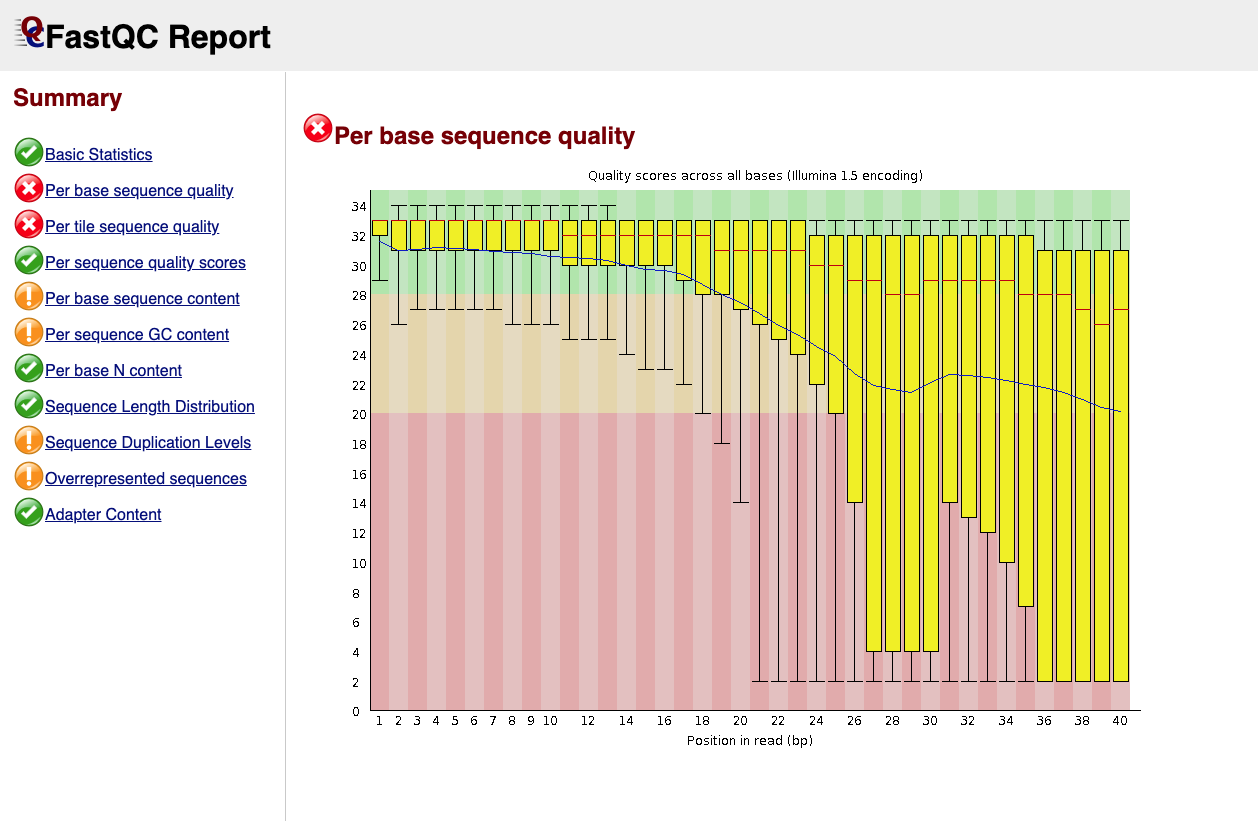 FastQC Report
Summary
Basic Statistics
Per base sequence quality
Per tile sequence quality
Per sequence quality scores
Per base sequence content
Per sequence GC content
Per base N content
Sequence Length Distribution
Sequence Duplication Levels
Overrepresented sequences
Adapter Content
Per base sequence quality
Quality scores across all bases (Illumina 1.5 encoding)
34
32
30
28
26
24
22
20
18
16
14
12
10
8
6
4
2
0
1 2 3 4 5 6 7 8 9 10 12 14 16 18 20 22 24 26 28 30 32 34 36 38 40
Position in read (bp)